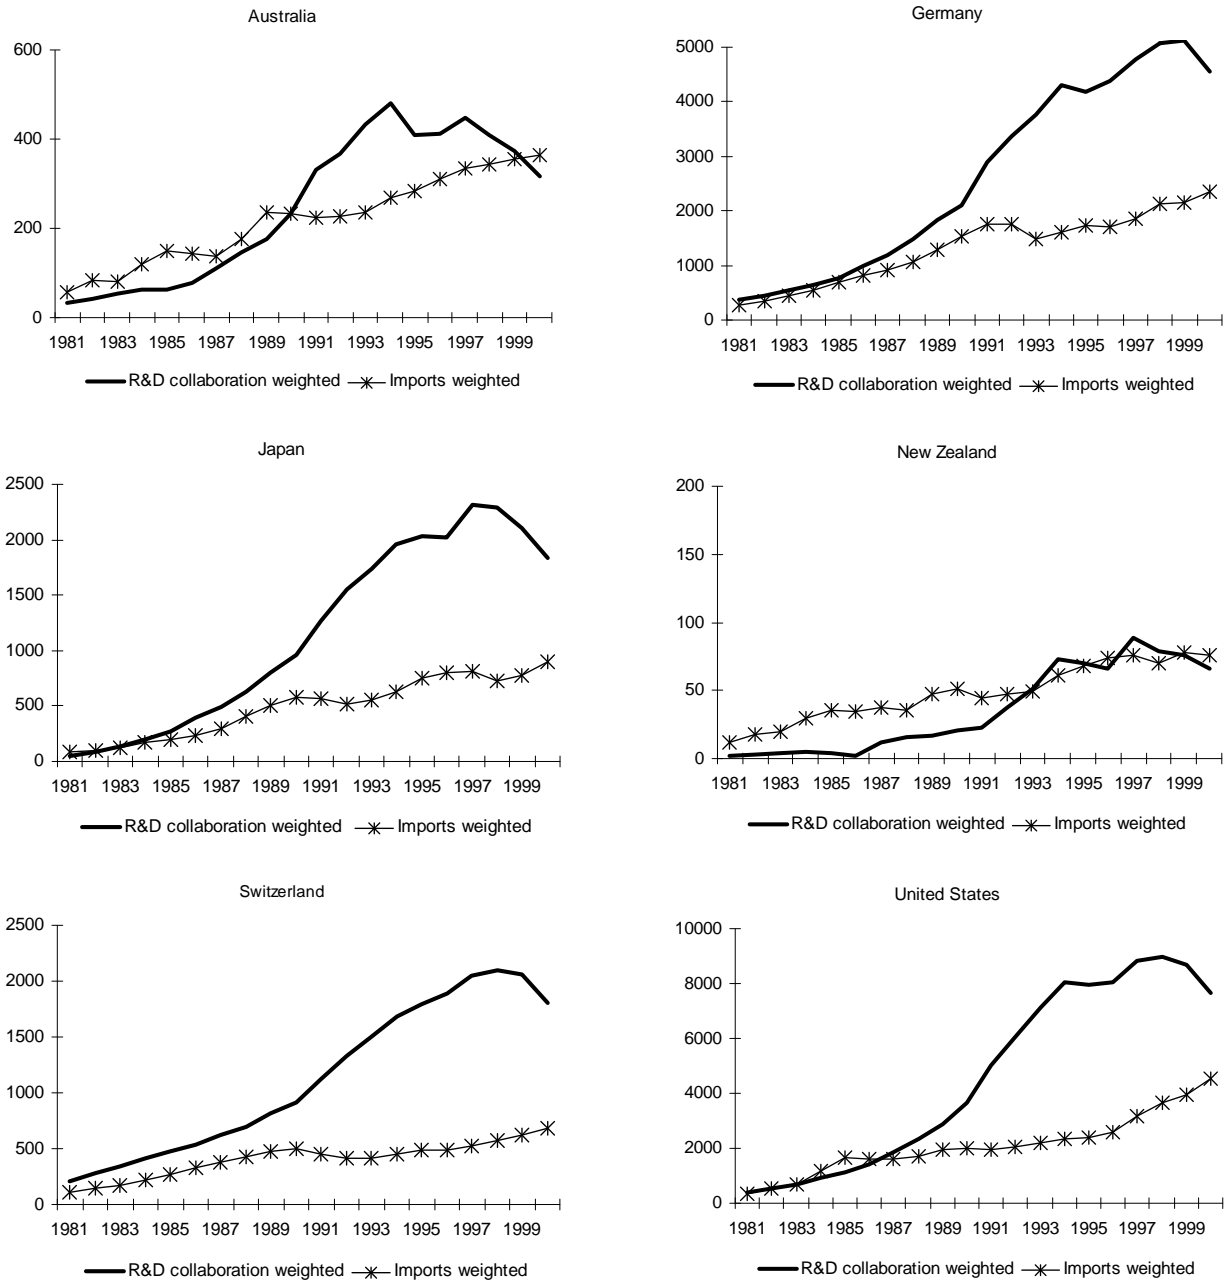 Australia
600
400
200
0
1981 1983 1985 1987 1989 1991 1993 1995 1997 1999
R&D collaboration weighted Imports weighted
Germany
5000
4000
3000
2000
1000
0
1981 1983 1985 1987 1989 1991 1993 1995 1997 1999
R&D collaboration weighted Imports weighted
Japan
2500
2000
1500
1000
500
0
1981 1983 1985 1987 1989 1991 1993 1995 1997 1999
R&D collaboration weighted Imports weighted
New Zealand
200
150
100
50
0
1981 1983 1985 1987 1989 1991 1993 1995 1997 1999
R&D collaboration weighted Imports weighted
Switzerland
2500
2000
1500
1000
500
0
1981 1983 1985 1987 1989 1991 1993 1995 1997 1999
R&D collaboration weighted Imports weighted
United States
10000
8000
6000
4000
2000
0
1981 1983 1985 1987 1989 1991 1993 1995 1997 1999
R&D collaboration weighted Imports weighted